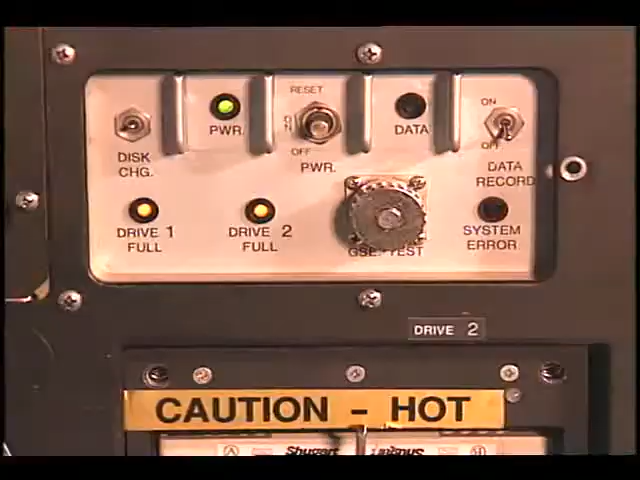 RESET
ON
PWR.
ON
DATA
OFF
OFF
DISK
CHG.
PWR.
DATA
RECORD
DRIVE 1
FULL
DRIVE 2
FULL
GSE. TEST
SYSTEM
ERROR
DRIVE 2
CAUTION - HOT
Shugart